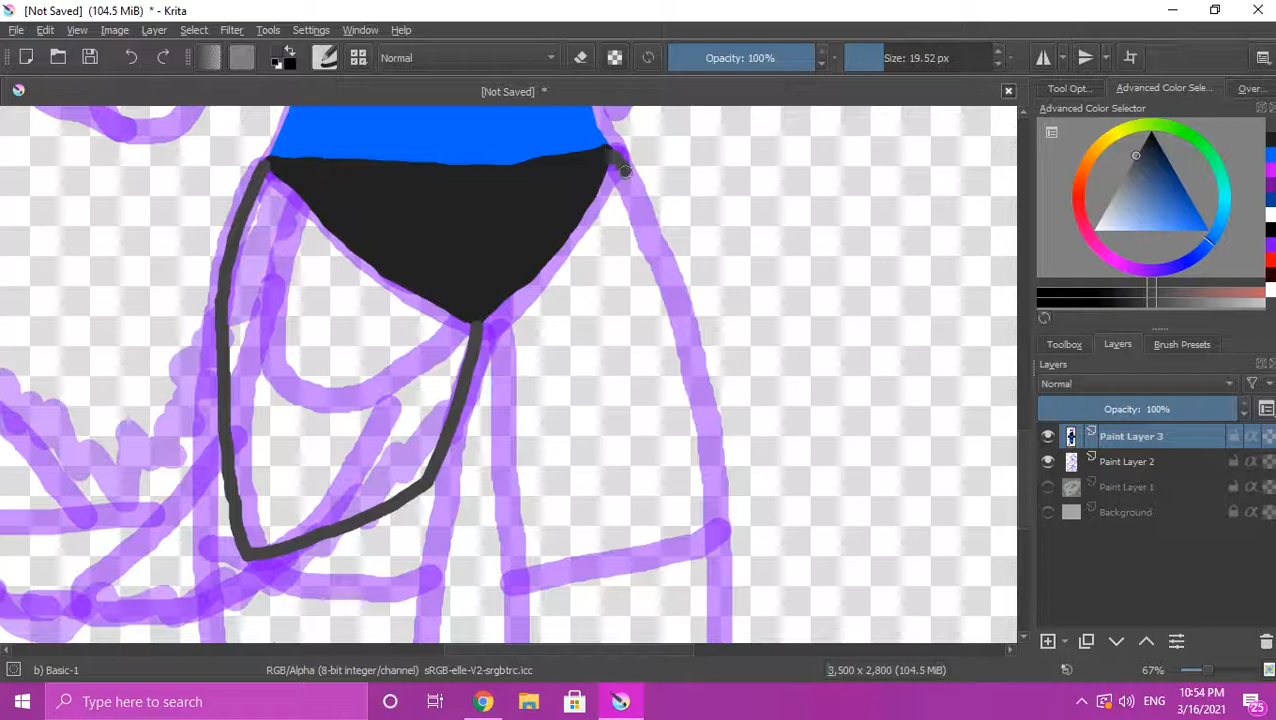 [Not Saved] (104.5 MiB) *
File Edit View Image Layer Select Filter Tools Settings Window Help
Normal Opacity: 100% Size: 19.52 px
[Not Saved] *
Tool Opt... Advanced Color Sele... Over...
Advanced Color Selector
Toolbox Layers Brush Presets
Layers
Normal
Opacity: 100%
Paint Layer 3
Paint Layer 2
Paint Layer 1
Background
b) Basic-1 RGB/Alpha (8-bit integer/channel) sRGB-elle-V2-srgbtrc.icc 3,500 x 2,800 (104.5 MiB) 67%
Type here to search ENG 10:54 PM
3/16/2021 25